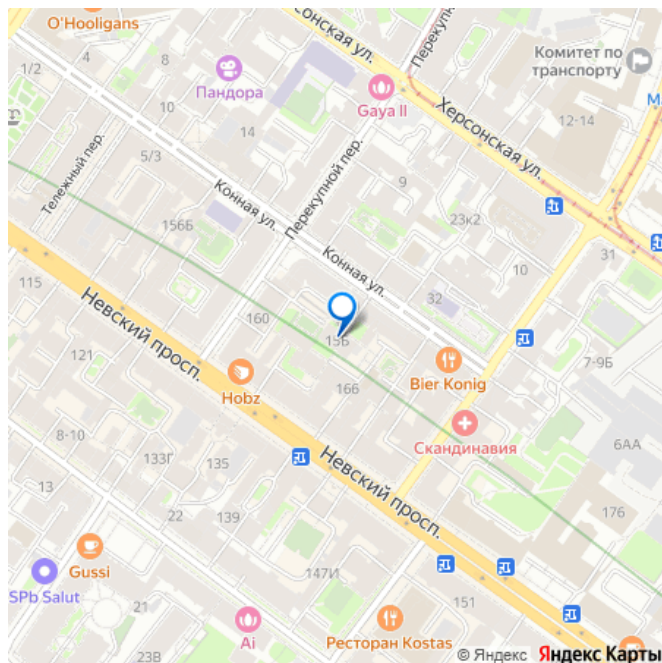 O'Hooligans
Херсонская ул.
Перекупной
Комитет по
транспорту
1/2
4
8
10
Пандора
Gaya II
14
12-14
Херсонская ул.
Тележный пер.
5/3
Перекупной пер.
9
Конная ул.
156Б
23к2
Конная ул.
10
31
115
Невский просп.
160
32
15Б
121
7-9Б
Hobz
166
Bier Konig
8-10
133Г
135
Скандинавия
6АА
Невский просп.
13
22
139
176
Gussi
147И
SPb Salut
21
151
Ai
Ресторан Kostas
23В
© Яндекс Яндекс Карты